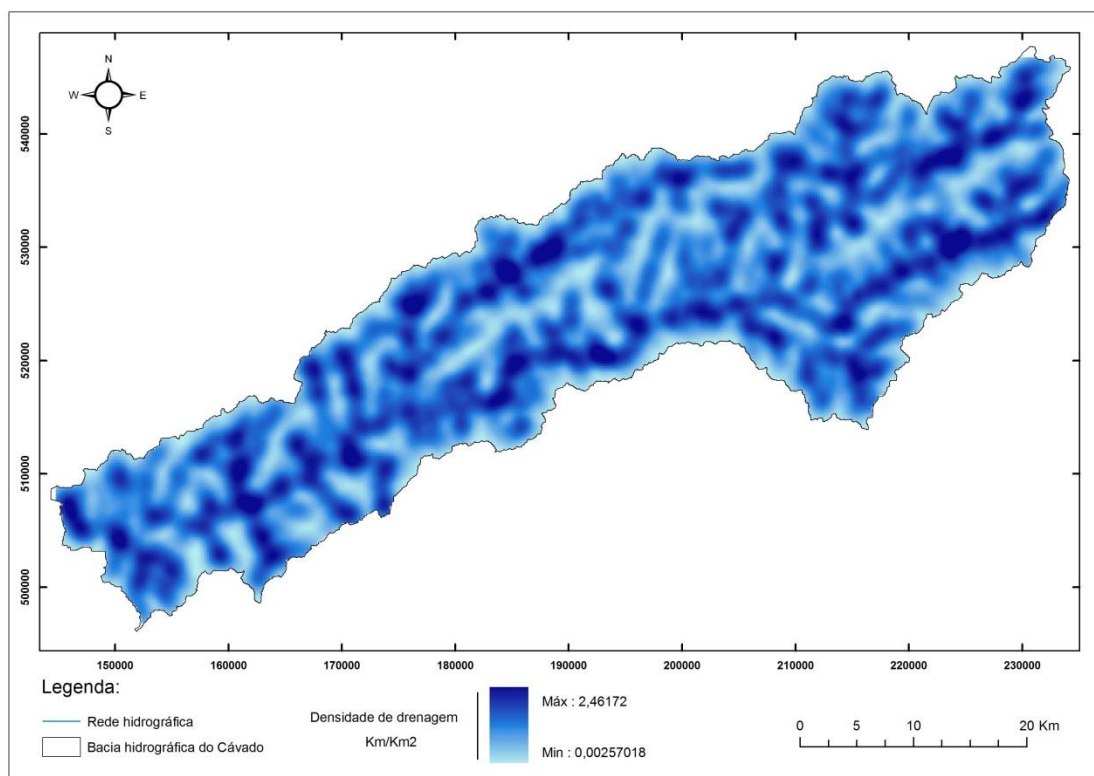 N
W E
S
540000
530000
520000
510000
500000
150000 160000 170000 180000 190000 200000 210000 220000 230000
Legenda:
Rede hidrográfica
Bacia hidrográfica do Cávado
Densidade de drenagem
Km/Km2
Máx : 2,46172
Min : 0,00257018
0 5 10 20 Km